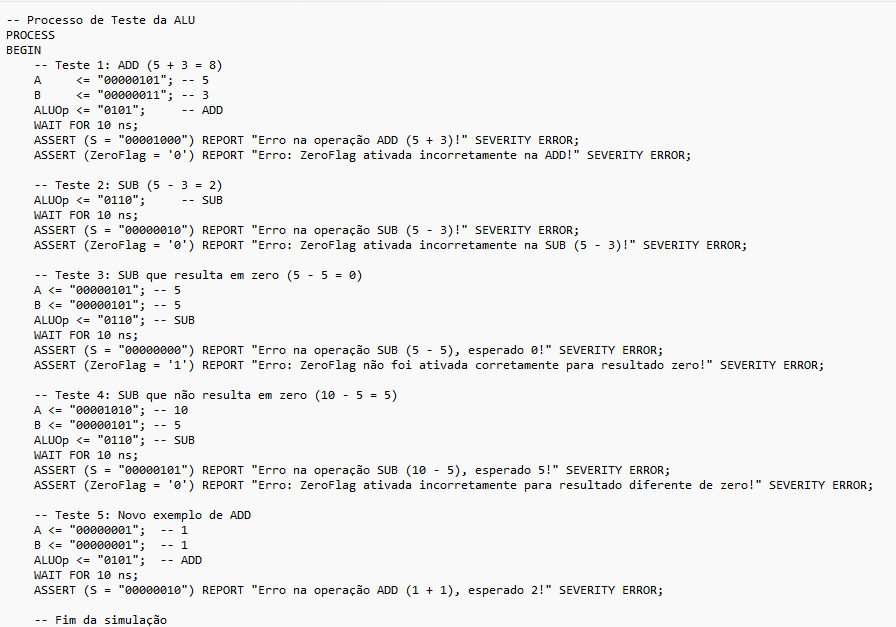 -- Processo de Teste da ALU
PROCESS
BEGIN
    -- Teste 1: ADD (5 + 3 = 8)
    A     <= "00000101"; -- 5
    B     <= "00000011"; -- 3
    ALUOp <= "0101";     -- ADD
    WAIT FOR 10 ns;
    ASSERT (S = "00001000") REPORT "Erro na operação ADD (5 + 3)!" SEVERITY ERROR;
    ASSERT (ZeroFlag = '0') REPORT "Erro: ZeroFlag ativada incorretamente na ADD!" SEVERITY ERROR;

    -- Teste 2: SUB (5 - 3 = 2)
    ALUOp <= "0110";     -- SUB
    WAIT FOR 10 ns;
    ASSERT (S = "00000010") REPORT "Erro na operação SUB (5 - 3)!" SEVERITY ERROR;
    ASSERT (ZeroFlag = '0') REPORT "Erro: ZeroFlag ativada incorretamente na SUB (5 - 3)!" SEVERITY ERROR;

    -- Teste 3: SUB que resulta em zero (5 - 5 = 0)
    A <= "00000101"; -- 5
    B <= "00000101"; -- 5
    ALUOp <= "0110"; -- SUB
    WAIT FOR 10 ns;
    ASSERT (S = "00000000") REPORT "Erro na operação SUB (5 - 5), esperado 0!" SEVERITY ERROR;
    ASSERT (ZeroFlag = '1') REPORT "Erro: ZeroFlag não foi ativada corretamente para resultado zero!" SEVERITY ERROR;

    -- Teste 4: SUB que não resulta em zero (10 - 5 = 5)
    A <= "00001010"; -- 10
    B <= "00000101"; -- 5
    ALUOp <= "0110"; -- SUB
    WAIT FOR 10 ns;
    ASSERT (S = "00000101") REPORT "Erro na operação SUB (10 - 5), esperado 5!" SEVERITY ERROR;
    ASSERT (ZeroFlag = '0') REPORT "Erro: ZeroFlag ativada incorretamente para resultado diferente de zero!" SEVERITY ERROR;

    -- Teste 5: Novo exemplo de ADD
    A <= "00000001";  -- 1
    B <= "00000001";  -- 1
    ALUOp <= "0101";  -- ADD
    WAIT FOR 10 ns;
    ASSERT (S = "00000010") REPORT "Erro na operação ADD (1 + 1), esperado 2!" SEVERITY ERROR;

    -- Fim da simulação